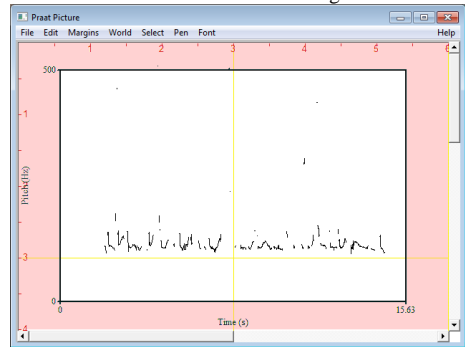 Praat Picture
File Edit Margins World Select Pen Font Help
1 2 3 4 5 6
1
3
4
500
Pitch (Hz)
0
0 15.63
Time (s)